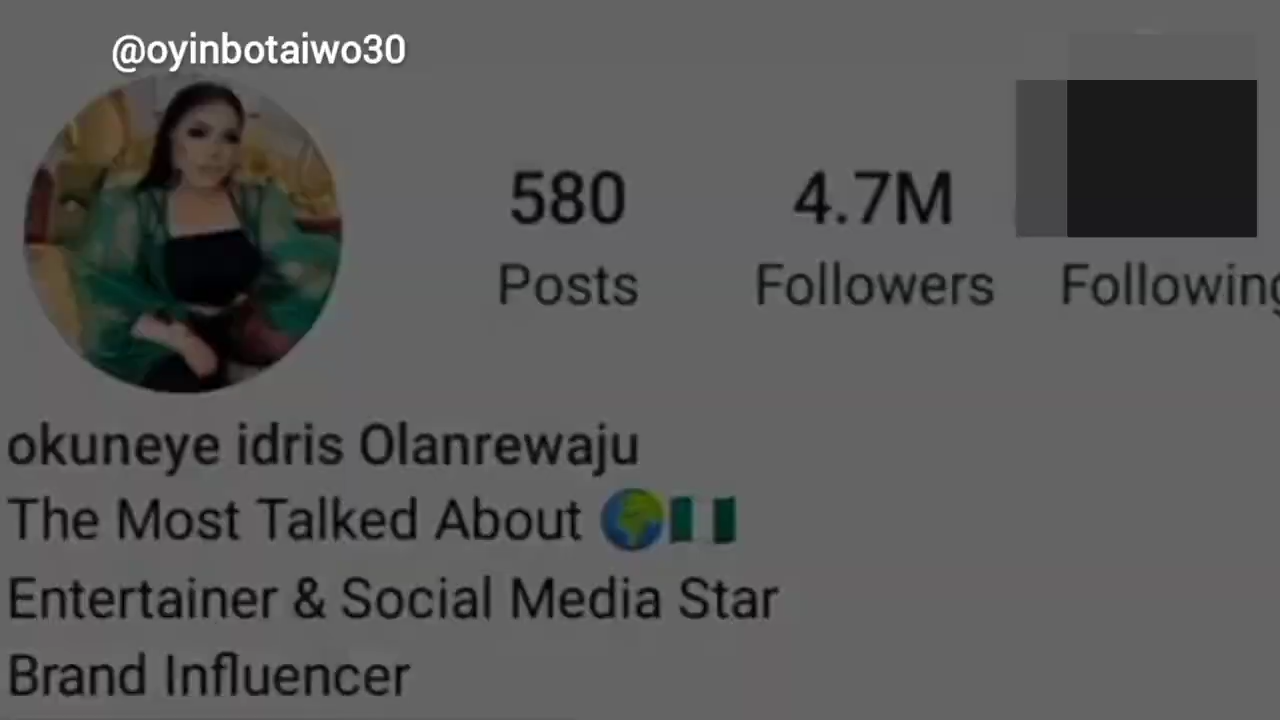 @oyinbotaiwo30
580
4.7M
Posts
Followers
Following
okuneye idris Olanrewaju
The Most Talked About 🌍🇳🇬
Entertainer & Social Media Star
Brand Influencer